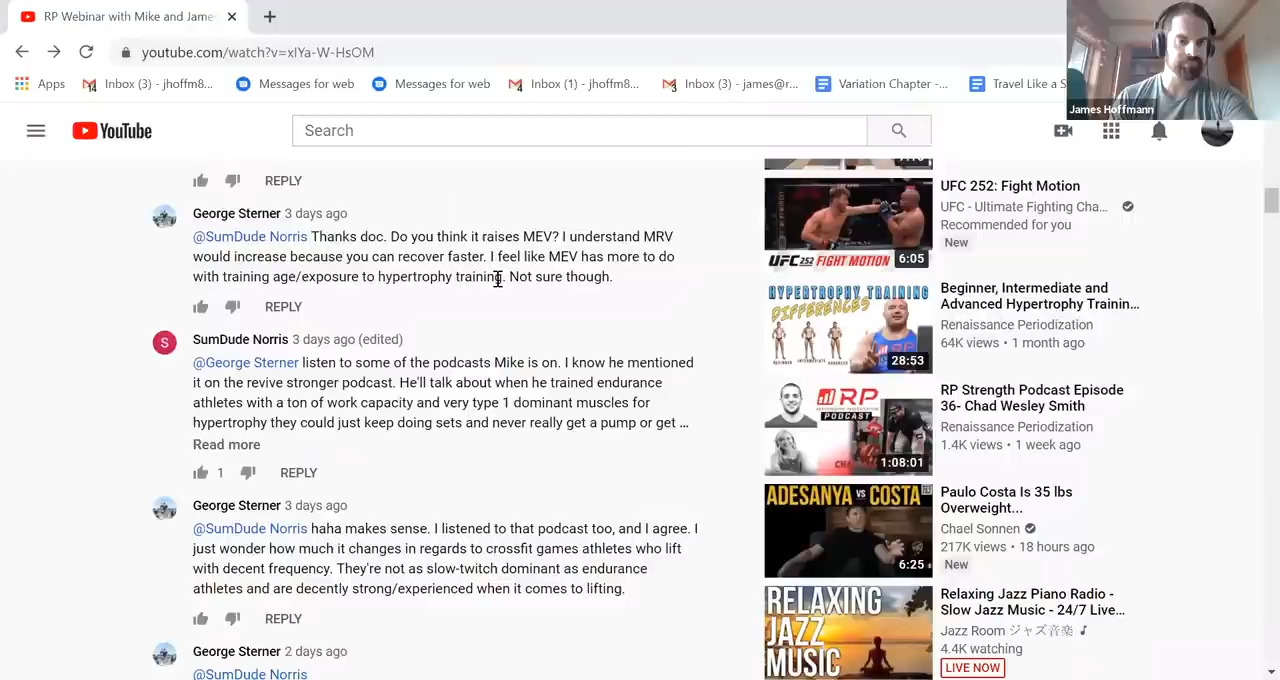 RP Webinar with Mike and Jame
youtube.com/watch?v=xIYa-W-HsOM
Apps
Inbox (3) - jhoffm8...
Messages for web
Messages for web
Inbox (1) - jhoffm8...
Inbox (3) - james@r...
Variation Chapter -...
Travel Like a S
James Hoffmann
YouTube
Search
REPLY
George Sterner 3 days ago
@SumDude Norris Thanks doc. Do you think it raises MEV? I understand MRV
would increase because you can recover faster. I feel like MEV has more to do
with training age/exposure to hypertrophy training. Not sure though.
REPLY
S
SumDude Norris 3 days ago (edited)
@George Sterner listen to some of the podcasts Mike is on. I know he mentioned
it on the revive stronger podcast. He'll talk about when he trained endurance
athletes with a ton of work capacity and very type 1 dominant muscles for
hypertrophy they could just keep doing sets and never really get a pump or get ...
Read more
1
REPLY
George Sterner 3 days ago
@SumDude Norris haha makes sense. I listened to that podcast too, and I agree. I
just wonder how much it changes in regards to crossfit games athletes who lift
with decent frequency. They're not as slow-twitch dominant as endurance
athletes and are decently strong/experienced when it comes to lifting.
REPLY
George Sterner 2 days ago
@SumDude Norris
UFC 252 FIGHT MOTION
6:05
UFC 252: Fight Motion
UFC - Ultimate Fighting Cha...
Recommended for you
New
HYPERTROPHY TRAINING
DIFFERENCES
28:53
Beginner, Intermediate and
Advanced Hypertrophy Trainin...
Renaissance Periodization
64K views • 1 month ago
RP
PODCAST
1:08:01
RP Strength Podcast Episode
36- Chad Wesley Smith
Renaissance Periodization
1.4K views • 1 week ago
ADESANYA VS COSTA
6:25
Paulo Costa Is 35 lbs
Overweight...
Chael Sonnen
217K views • 18 hours ago
New
RELAXING
JAZZ
MUSIC
Relaxing Jazz Piano Radio -
Slow Jazz Music - 24/7 Live...
Jazz Room ジャズ音楽 ♪
4.4K watching
LIVE NOW